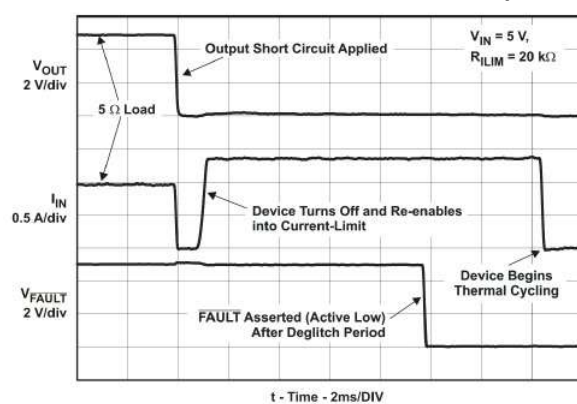 Output Short Circuit Applied
V_IN = 5 V,
R_ILIM = 20 kΩ
V_OUT
2 V/div
5 Ω Load
I_IN
0.5 A/div
Device Turns Off and Re-enables
into Current-Limit
V_F̅A̅U̅L̅T̅
2 V/div
F̅A̅U̅L̅T̅ Asserted (Active Low)
After Deglitch Period
Device Begins
Thermal Cycling
t - Time - 2ms/DIV